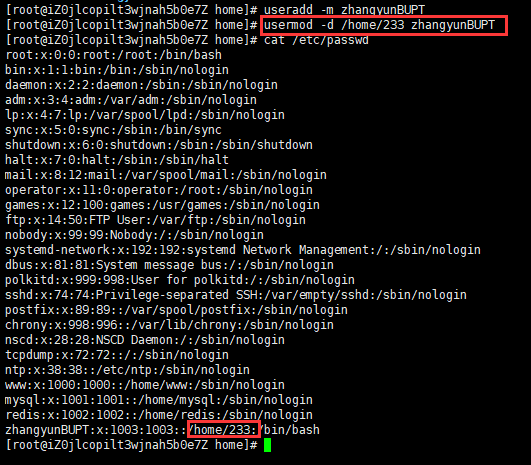 [root@iZ0jlcopilt3wjnah5b0e7Z home]# useradd -m zhangyunBUPT
[root@iZ0jlcopilt3wjnah5b0e7Z home]# usermod -d /home/233 zhangyunBUPT
[root@iZ0jlcopilt3wjnah5b0e7Z home]# cat /etc/passwd
root:x:0:0:root:/root:/bin/bash
bin:x:1:1:bin:/bin:/sbin/nologin
daemon:x:2:2:daemon:/sbin:/sbin/nologin
adm:x:3:4:adm:/var/adm:/sbin/nologin
lp:x:4:7:lp:/var/spool/lpd:/sbin/nologin
sync:x:5:0:sync:/sbin:/bin/sync
shutdown:x:6:0:shutdown:/sbin:/sbin/shutdown
halt:x:7:0:halt:/sbin:/sbin/halt
mail:x:8:12:mail:/var/spool/mail:/sbin/nologin
operator:x:11:0:operator:/root:/sbin/nologin
games:x:12:100:games:/usr/games:/sbin/nologin
ftp:x:14:50:FTP User:/var/ftp:/sbin/nologin
nobody:x:99:99:Nobody:/:/sbin/nologin
systemd-network:x:192:192:systemd Network Management:/:/sbin/nologin
dbus:x:81:81:System message bus:/:/sbin/nologin
polkitd:x:999:998:User for polkitd:/:/sbin/nologin
sshd:x:74:74:Privilege-separated SSH:/var/empty/sshd:/sbin/nologin
postfix:x:89:89::/var/spool/postfix:/sbin/nologin
chrony:x:998:996::/var/lib/chrony:/sbin/nologin
nscd:x:28:28:NSCD Daemon:/:/sbin/nologin
tcpdump:x:72:72::/:/sbin/nologin
ntp:x:38:38::/etc/ntp:/sbin/nologin
www:x:1000:1000::/home/www:/sbin/nologin
mysql:x:1001:1001::/home/mysql:/sbin/nologin
redis:x:1002:1002::/home/redis:/sbin/nologin
zhangyunBUPT:x:1003:1003::/home/233:/bin/bash
[root@iZ0jlcopilt3wjnah5b0e7Z home]#